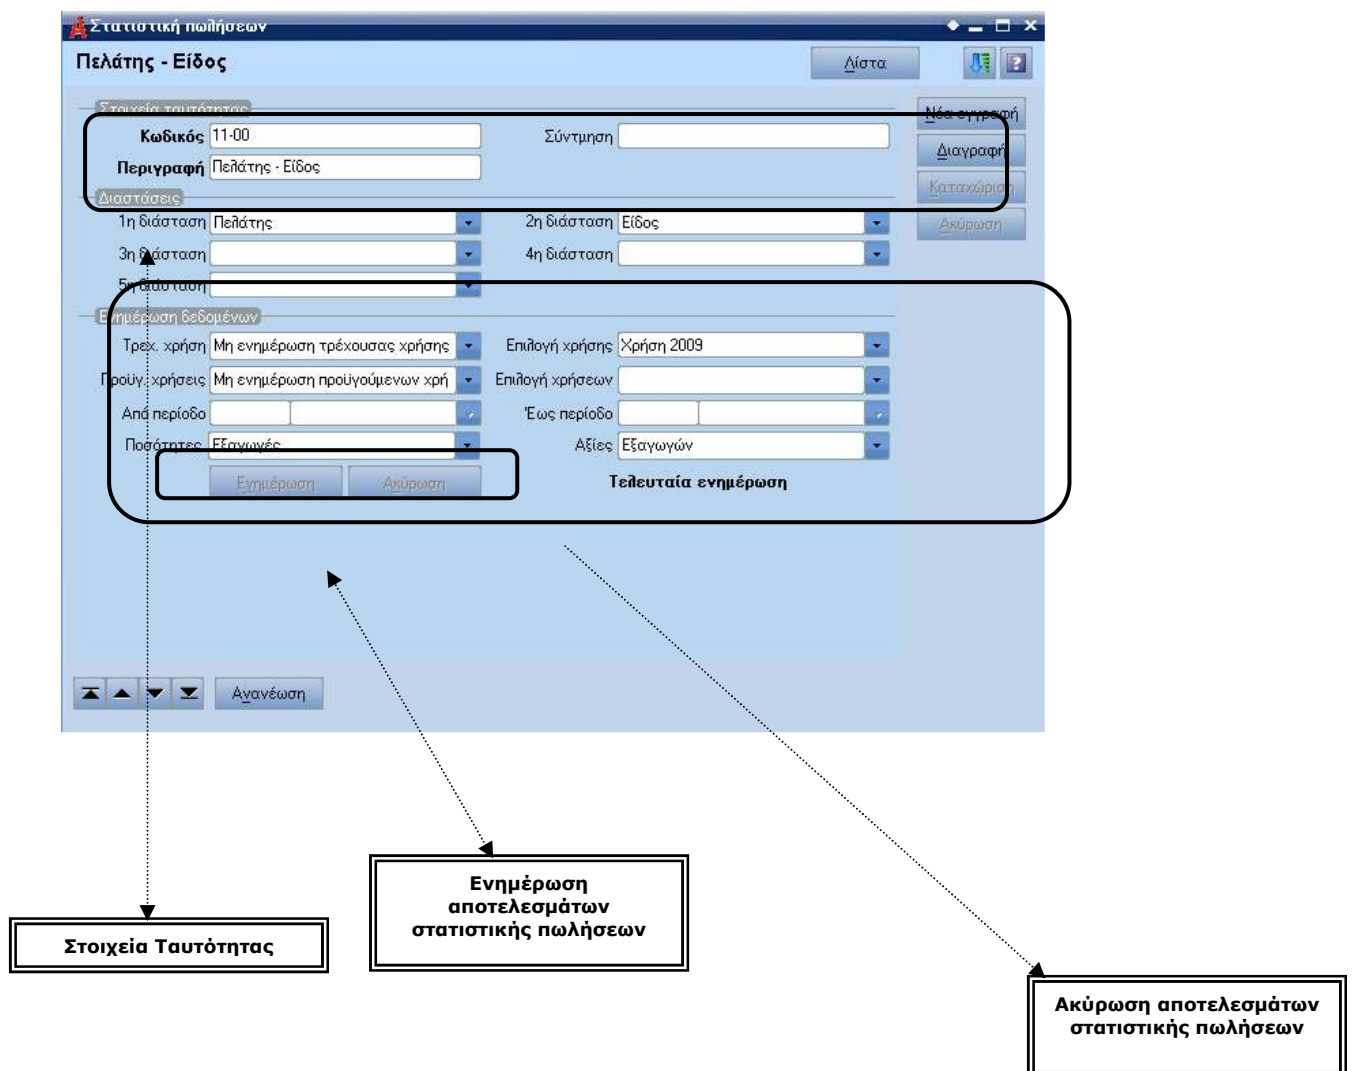 Στατιστική πωλήσεων
Πελάτης - Είδος
Λίστα
Στοιχεία ταυτότητας
Νέα εγγραφή
Κωδικός 11-00 Σύντμηση
Διαγραφή
Περιγραφή Πελάτης - Είδος
Καταχώριση
Διαστάσεις
1η διάσταση Πελάτης 2η διάσταση Είδος
Ακύρωση
3η διάσταση 4η διάσταση
5η διάσταση
Ενημέρωση δεδομένων
Τρεχ. χρήση Μη ενημέρωση τρέχουσας χρήσης Επιλογή χρήσης Χρήση 2009
Προϋγ. χρήσεις Μη ενημέρωση προϋγούμενων χρή Επιλογή χρήσεων
Από περίοδο Έως περίοδο
Ποσότητες Εξαγωγές Αξίες Εξαγωγών
Ενημέρωση Ακύρωση Τελευταία ενημέρωση
Ανανέωση
Ενημέρωση
αποτελεσμάτων
στατιστικής πωλήσεων
Στοιχεία Ταυτότητας
Ακύρωση αποτελεσμάτων
στατιστικής πωλήσεων